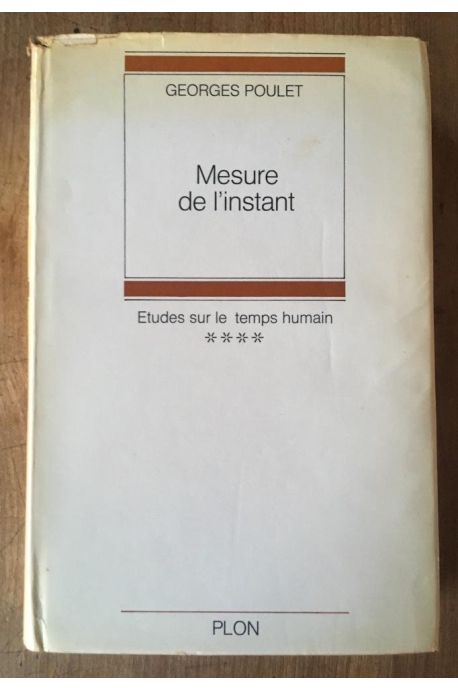 GEORGES POULET
Mesure
de l'instant
Etudes sur le temps humain
****
PLON